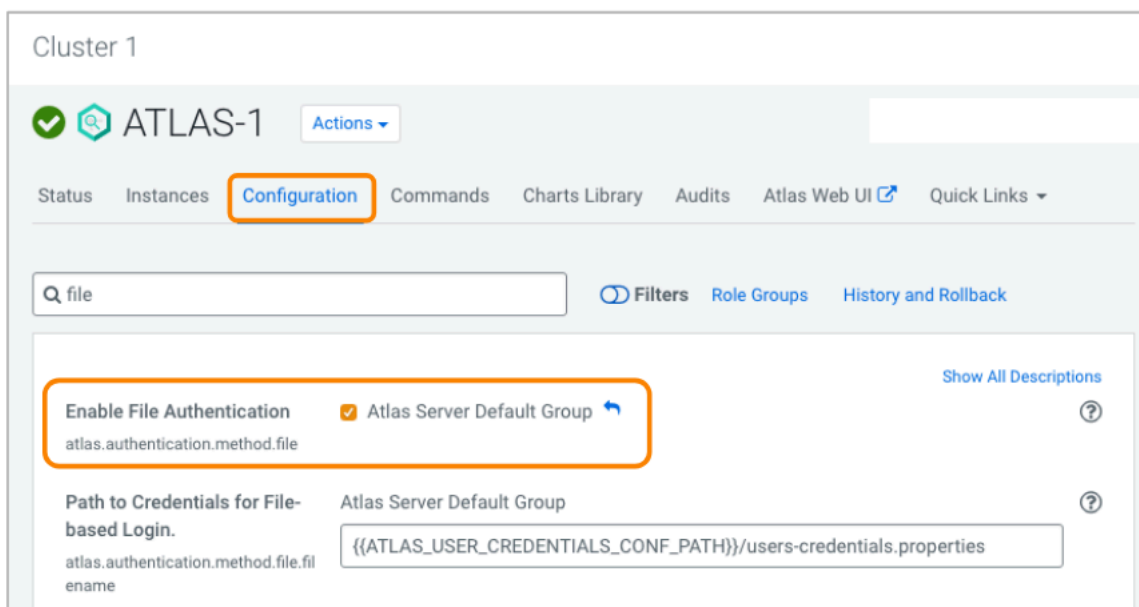 Cluster 1
ATLAS-1 Actions
Status Instances Configuration Commands Charts Library Audits Atlas Web UI Quick Links
file Filters Role Groups History and Rollback
Show All Descriptions
Enable File Authentication Atlas Server Default Group
atlas.authentication.method.file
Path to Credentials for File- Atlas Server Default Group
based Login.
{{ATLAS_USER_CREDENTIALS_CONF_PATH}}/users-credentials.properties
atlas.authentication.method.file.fil
ename